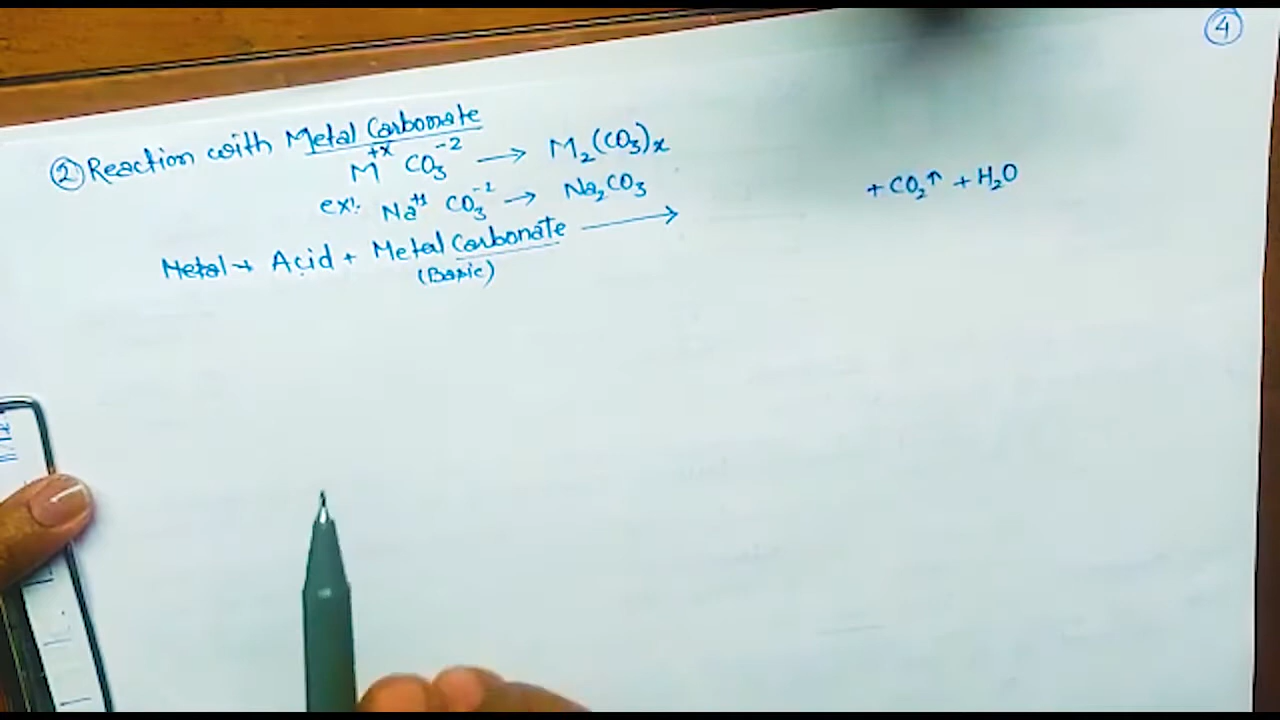 ④
② Reaction with Metal Carbonate
M⁺ˣ CO₃⁻² → M₂(CO₃)ₓ
ex!: Na⁺¹ CO₃⁻² → Na₂CO₃
Metal + Acid + Metal Carbonate → + CO₂↑ + H₂O
(Basic)